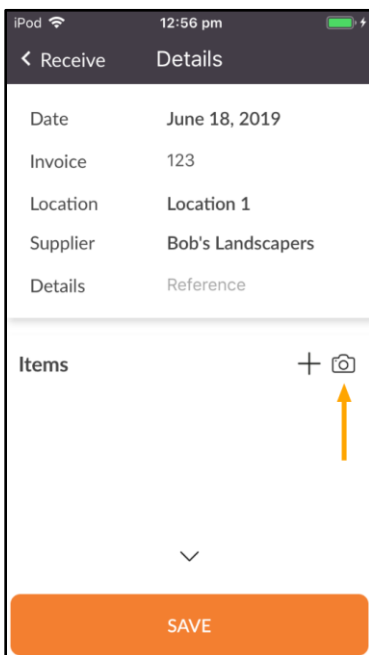 iPod 12:56 pm
Receive Details
Date June 18, 2019
Invoice 123
Location Location 1
Supplier Bob's Landscapers
Details Reference
Items
SAVE